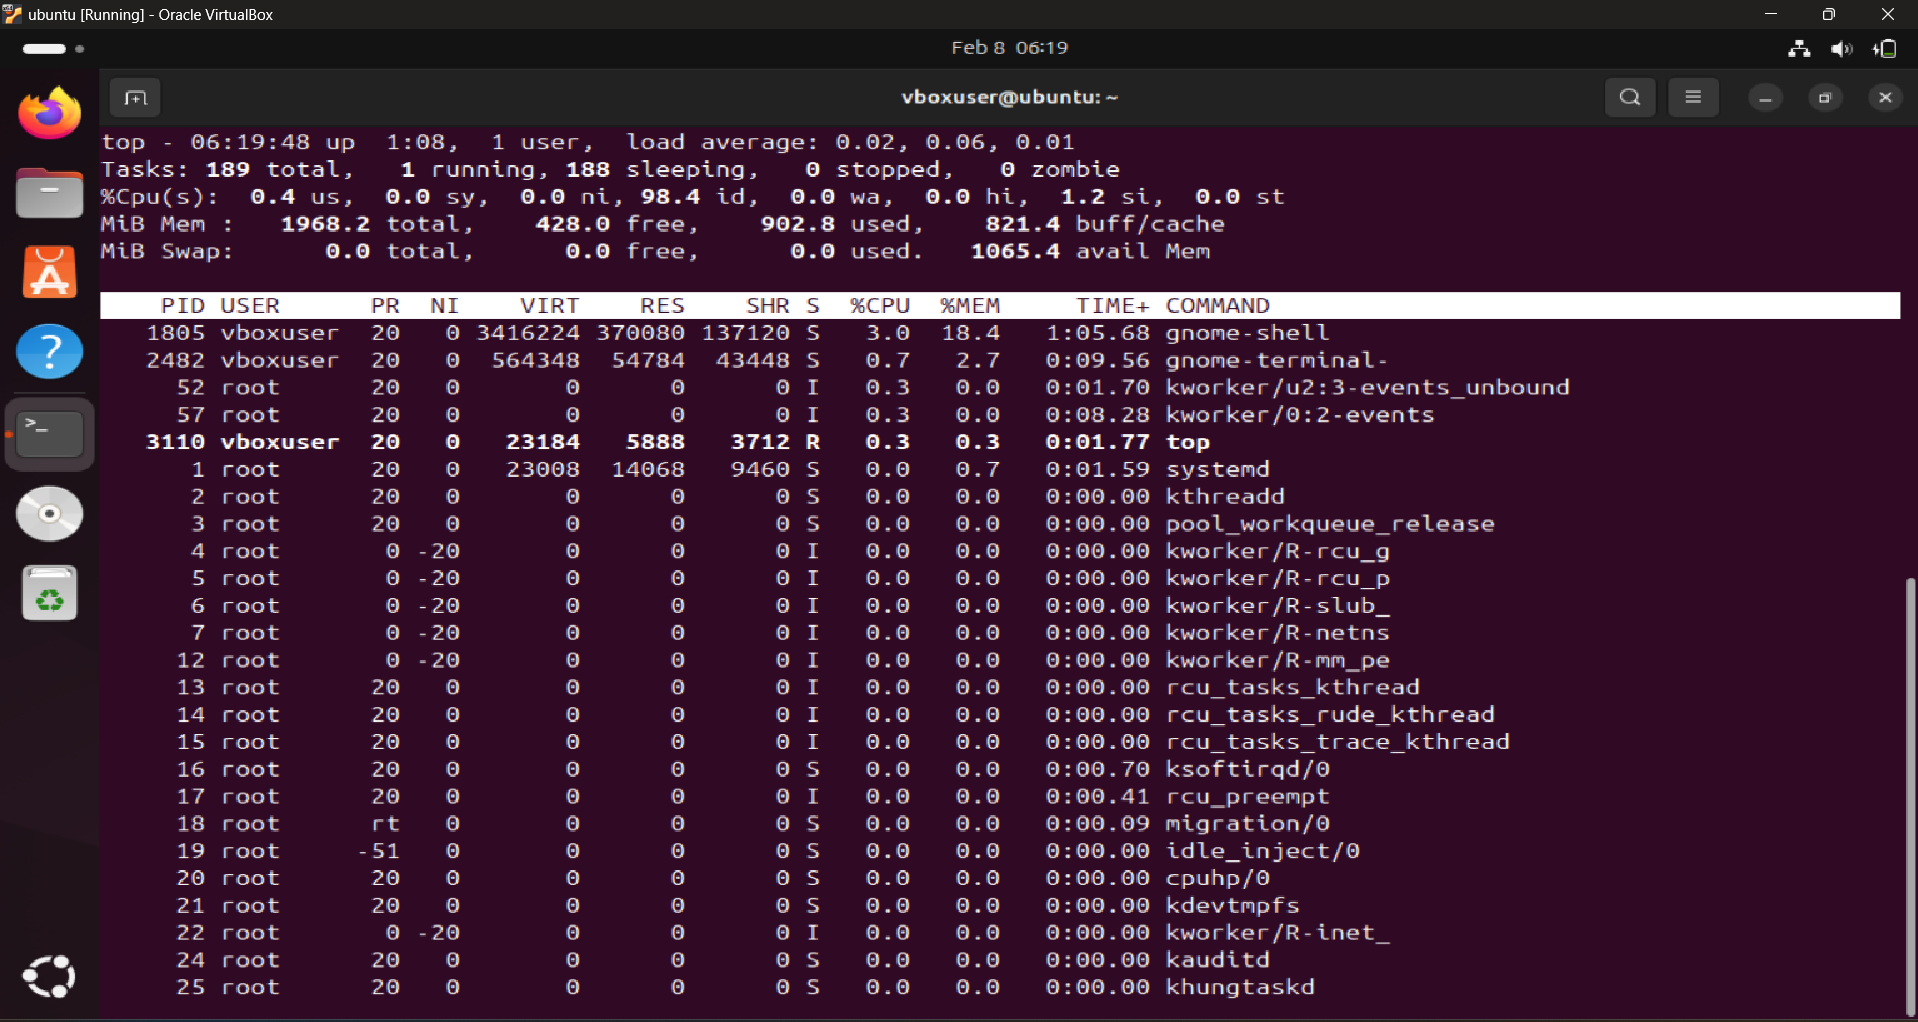 ubuntu [Running] - Oracle VirtualBox
Feb 8 06:19
vboxuser@ubuntu: ~
top - 06:19:48 up  1:08,  1 user,  load average: 0.02, 0.06, 0.01
Tasks: 189 total,   1 running, 188 sleeping,   0 stopped,   0 zombie
%Cpu(s):  0.4 us,  0.0 sy,  0.0 ni, 98.4 id,  0.0 wa,  0.0 hi,  1.2 si,  0.0 st
MiB Mem :   1968.2 total,    428.0 free,    902.8 used,    821.4 buff/cache
MiB Swap:      0.0 total,      0.0 free,      0.0 used.   1065.4 avail Mem
PID USER      PR  NI    VIRT    RES    SHR S  %CPU  %MEM     TIME+ COMMAND
1805 vboxuser  20   0 3416224 370080 137120 S   3.0  18.4   1:05.68 gnome-shell
2482 vboxuser  20   0  564348  54784  43448 S   0.7   2.7   0:09.56 gnome-terminal-
52 root      20   0       0      0      0 I   0.3   0.0   0:01.70 kworker/u2:3-events_unbound
57 root      20   0       0      0      0 I   0.3   0.0   0:08.28 kworker/0:2-events
3110 vboxuser  20   0   23184   5888   3712 R   0.3   0.3   0:01.77 top
1 root      20   0   23008  14068   9460 S   0.0   0.7   0:01.59 systemd
2 root      20   0       0      0      0 S   0.0   0.0   0:00.00 kthreadd
3 root      20   0       0      0      0 S   0.0   0.0   0:00.00 pool_workqueue_release
4 root       0 -20       0      0      0 I   0.0   0.0   0:00.00 kworker/R-rcu_g
5 root       0 -20       0      0      0 I   0.0   0.0   0:00.00 kworker/R-rcu_p
6 root       0 -20       0      0      0 I   0.0   0.0   0:00.00 kworker/R-slub_
7 root       0 -20       0      0      0 I   0.0   0.0   0:00.00 kworker/R-netns
12 root       0 -20       0      0      0 I   0.0   0.0   0:00.00 kworker/R-mm_pe
13 root      20   0       0      0      0 I   0.0   0.0   0:00.00 rcu_tasks_kthread
14 root      20   0       0      0      0 I   0.0   0.0   0:00.00 rcu_tasks_rude_kthread
15 root      20   0       0      0      0 I   0.0   0.0   0:00.00 rcu_tasks_trace_kthread
16 root      20   0       0      0      0 S   0.0   0.0   0:00.70 ksoftirqd/0
17 root      20   0       0      0      0 I   0.0   0.0   0:00.41 rcu_preempt
18 root      rt   0       0      0      0 S   0.0   0.0   0:00.09 migration/0
19 root     -51   0       0      0      0 S   0.0   0.0   0:00.00 idle_inject/0
20 root      20   0       0      0      0 S   0.0   0.0   0:00.00 cpuhp/0
21 root      20   0       0      0      0 S   0.0   0.0   0:00.00 kdevtmpfs
22 root       0 -20       0      0      0 I   0.0   0.0   0:00.00 kworker/R-inet_
24 root      20   0       0      0      0 S   0.0   0.0   0:00.00 kauditd
25 root      20   0       0      0      0 S   0.0   0.0   0:00.00 khungtaskd